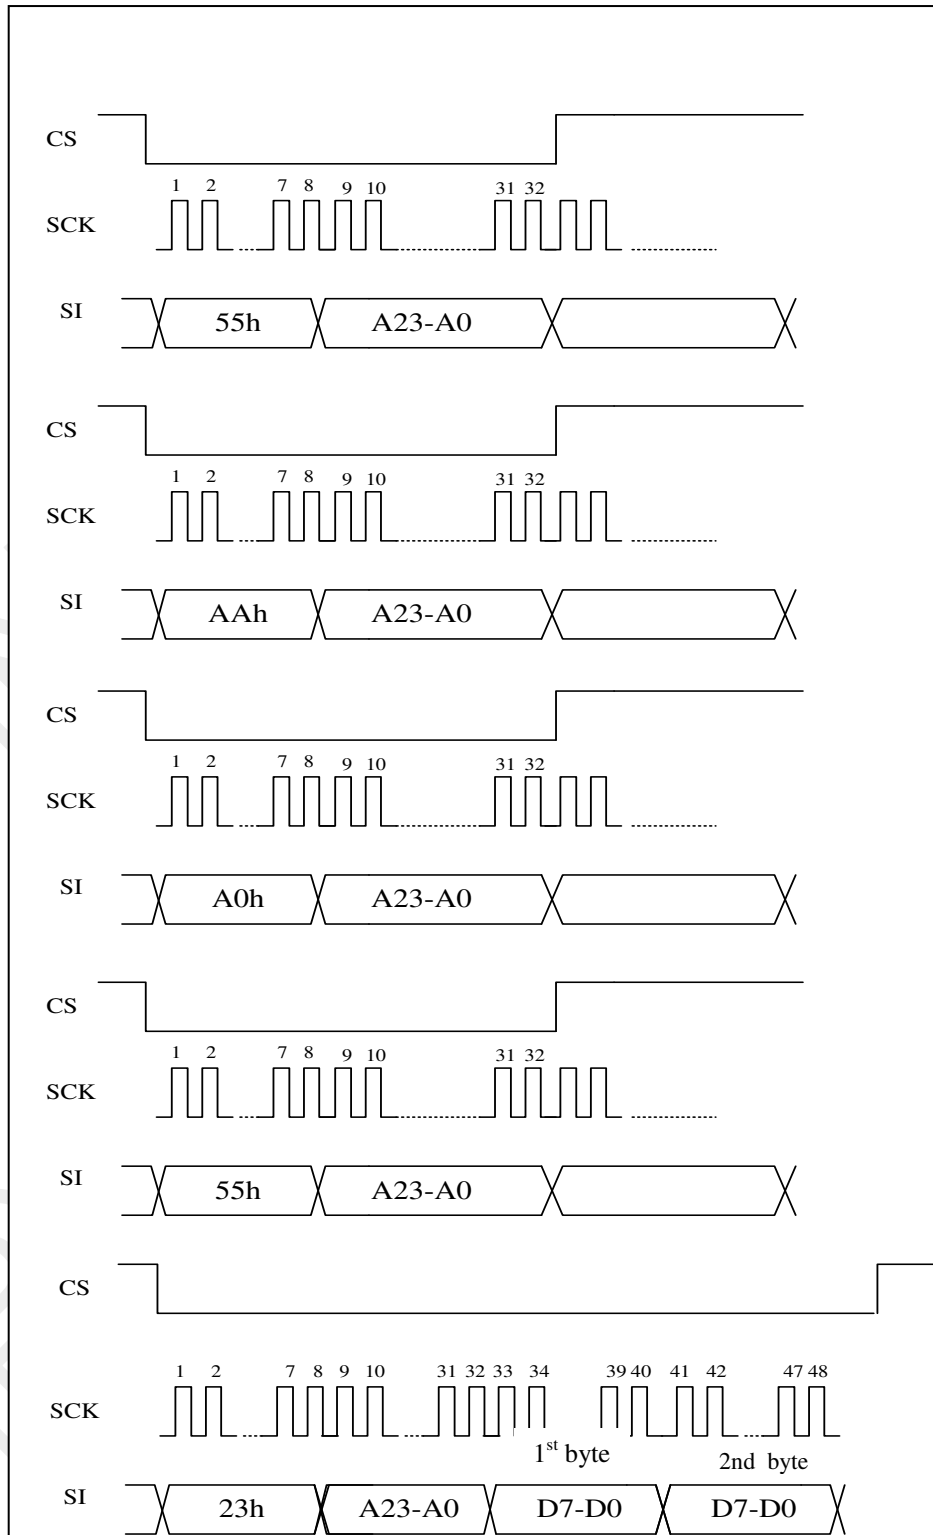 CS
1 2 7 8 9 10 31 32
SCK
SI 55h A23-A0
CS
1 2 7 8 9 10 31 32
SCK
SI AAh A23-A0
CS
1 2 7 8 9 10 31 32
SCK
SI A0h A23-A0
CS
1 2 7 8 9 10 31 32
SCK
SI 55h A23-A0
CS
1 2 7 8 9 10 31 32 33 34 39 40 41 42 47 48
SCK
1st byte 2nd byte
SI 23h A23-A0 D7-D0 D7-D0